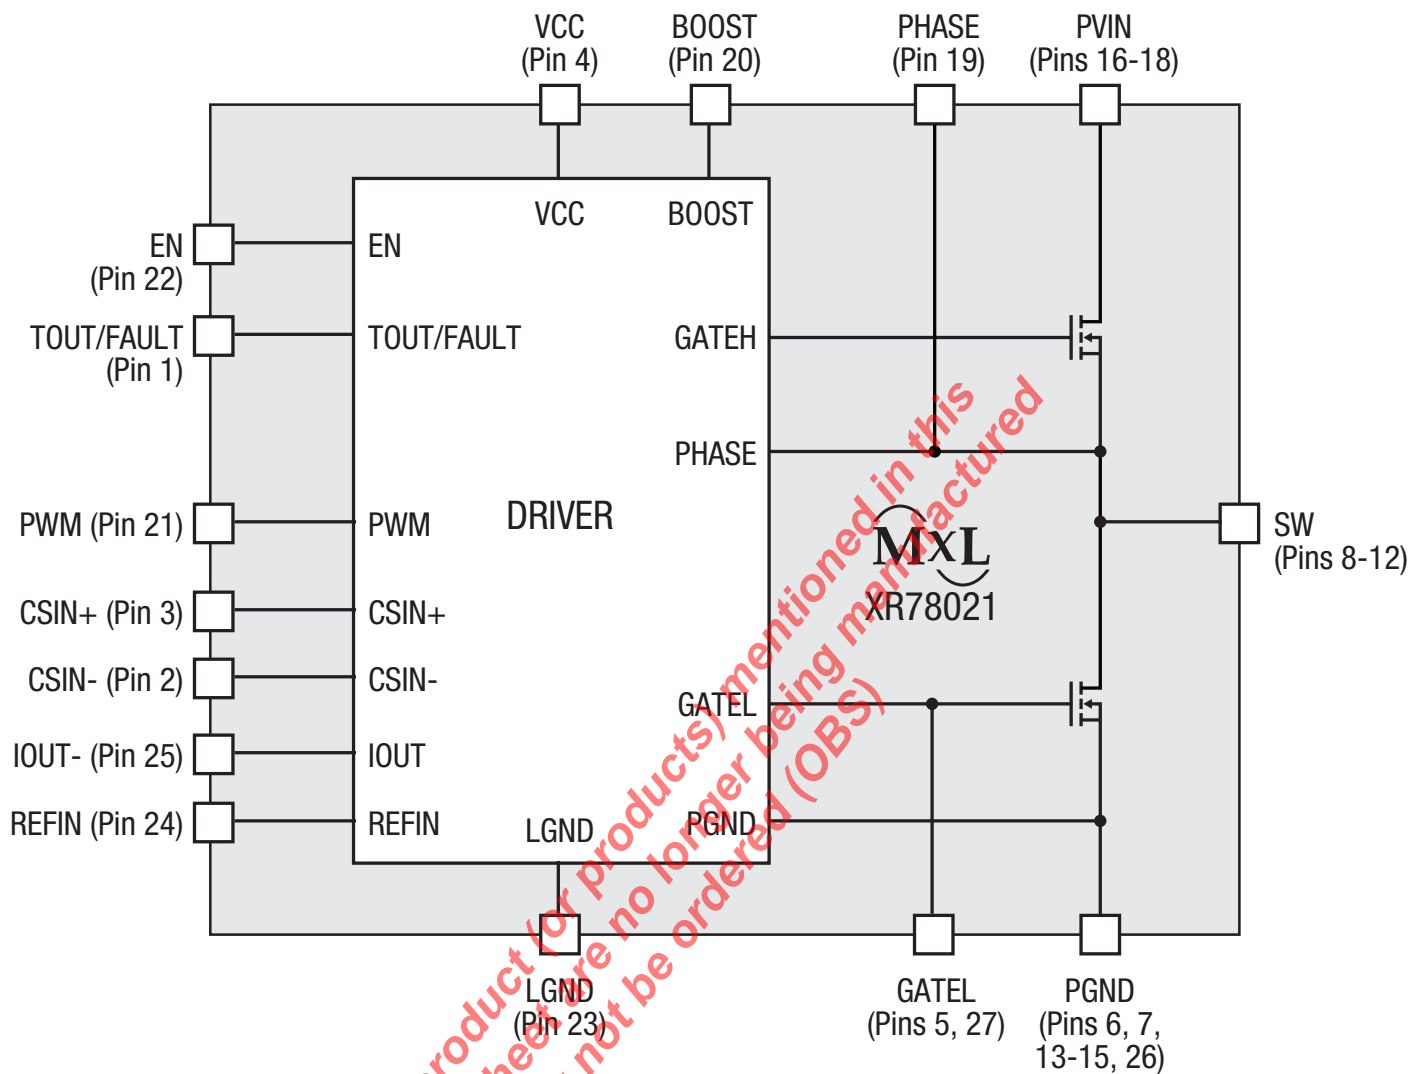 VCC
(Pin 4)
BOOST
(Pin 20)
PHASE
(Pin 19)
PVIN
(Pins 16-18)
VCC
BOOST
EN
(Pin 22)
EN
TOUT/FAULT
(Pin 1)
TOUT/FAULT
GATEH
PHASE
PWM (Pin 21)
PWM
DRIVER
MXL
XR78021
SW
(Pins 8-12)
CSIN+ (Pin 3)
CSIN+
CSIN- (Pin 2)
CSIN-
GATEL
IOUT- (Pin 25)
IOUT
REFIN (Pin 24)
REFIN
LGND
PGND
LGND
(Pin 23)
GATEL
(Pins 5, 27)
PGND
(Pins 6, 7,
13-15, 26)
product (or products) mentioned in this
sheet are no longer being manufactured
not be ordered (OBS)